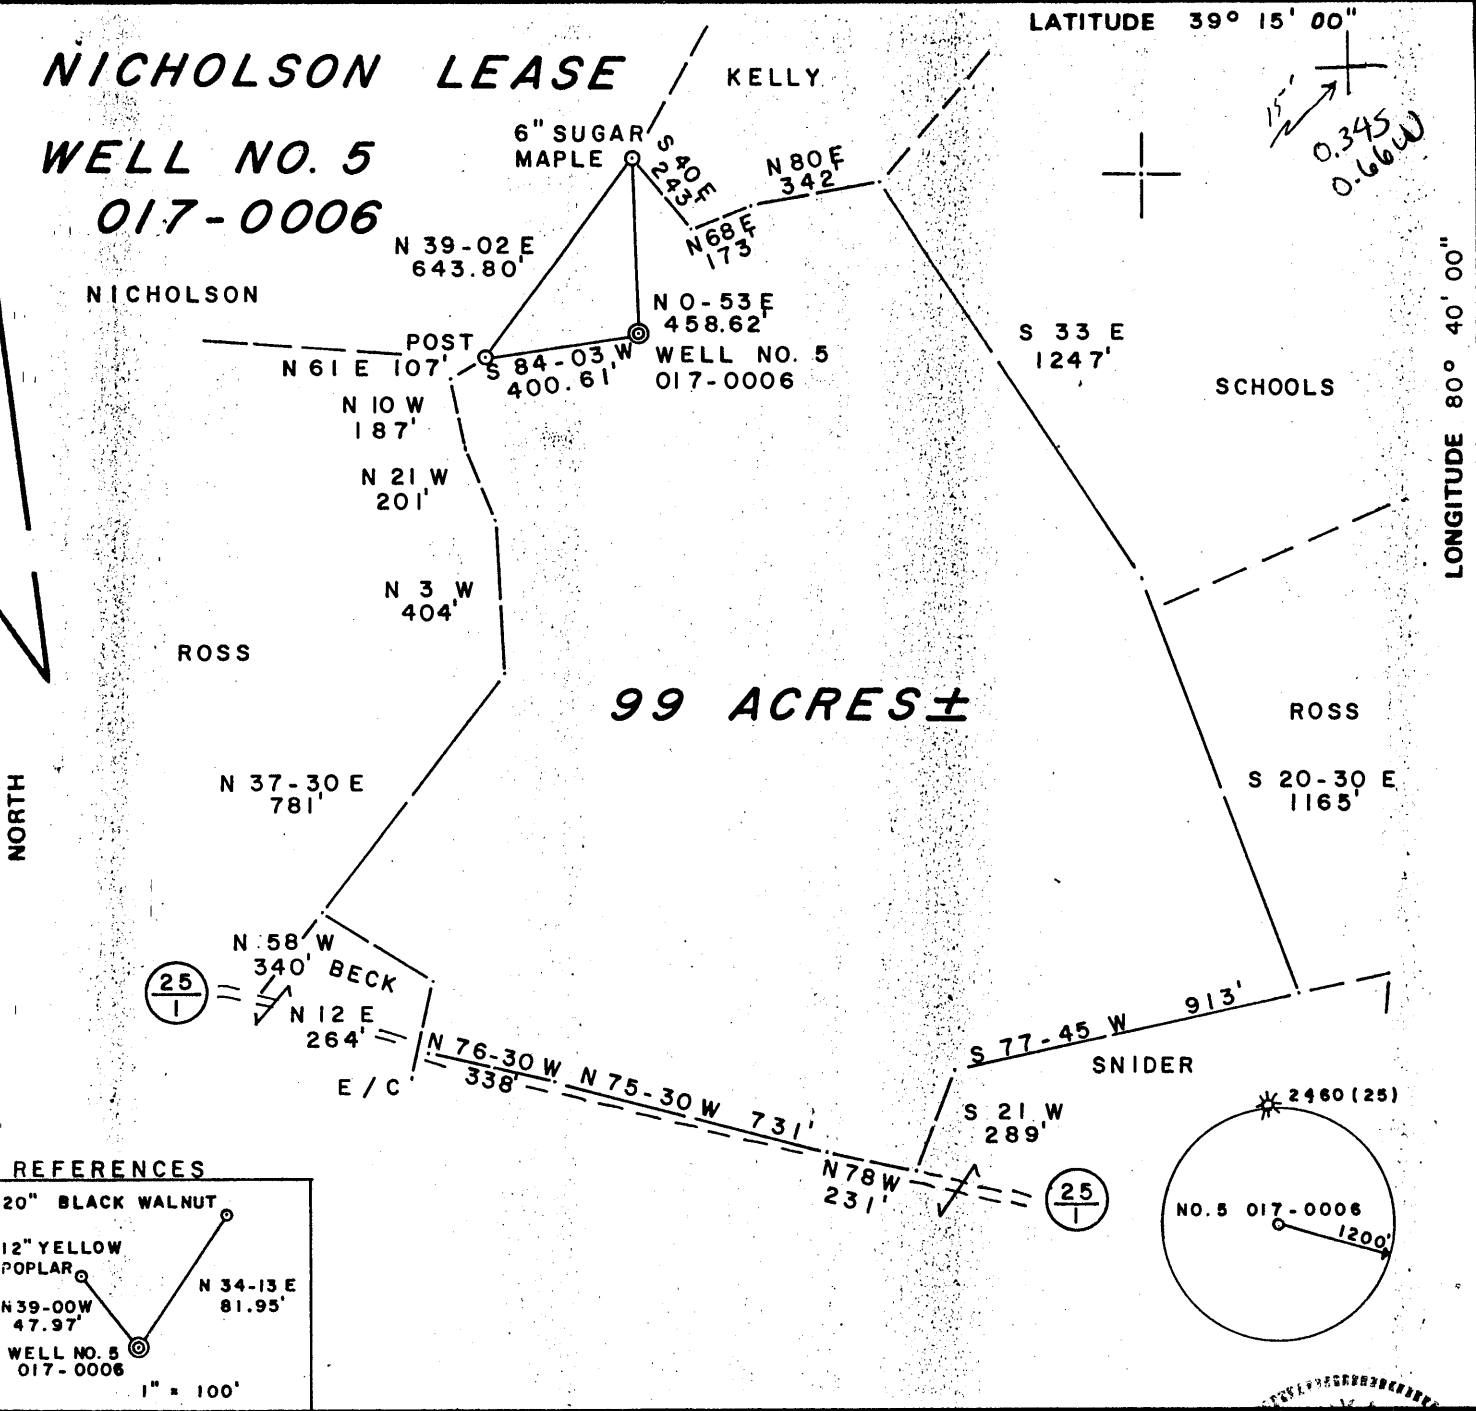 LATITUDE 39° 15' 00"
NICHOLSON LEASE
WELL NO. 5
017-0006
KELLY
15"
0.345
0.66W
6" SUGAR
MAPLE
S 40 E
243'
N 80 E
342'
N 68 E
173'
N 39-02 E
643.80'
NICHOLSON
N 0-53 E
458.62'
POST
WELL NO. 5
017-0006
S 84-03 W
400.61'
N 61 E 107'
S 33 E
1247'
SCHOOLS
LONGITUDE 80° 40' 00"
N 10 W
187'
N 21 W
201'
N 3 W
404'
ROSS
99 ACRES±
ROSS
S 20-30 E
1165'
N 37-30 E
781'
NORTH
N 58 W
340'
BECK
25
1
N 12 E
264'
E/C
N 76-30 W
338'
N 75-30 W 731'
S 77-45 W 913'
SNIDER
S 21 W
289'
N 78 W
231'
25
1
2460 (25)
NO. 5 017-0006
1200'
REFERENCES
20" BLACK WALNUT
12" YELLOW
POPLAR
N 34-13 E
81.95'
N 39-00 W
47.97'
WELL NO. 5
017-0006
1" = 100'